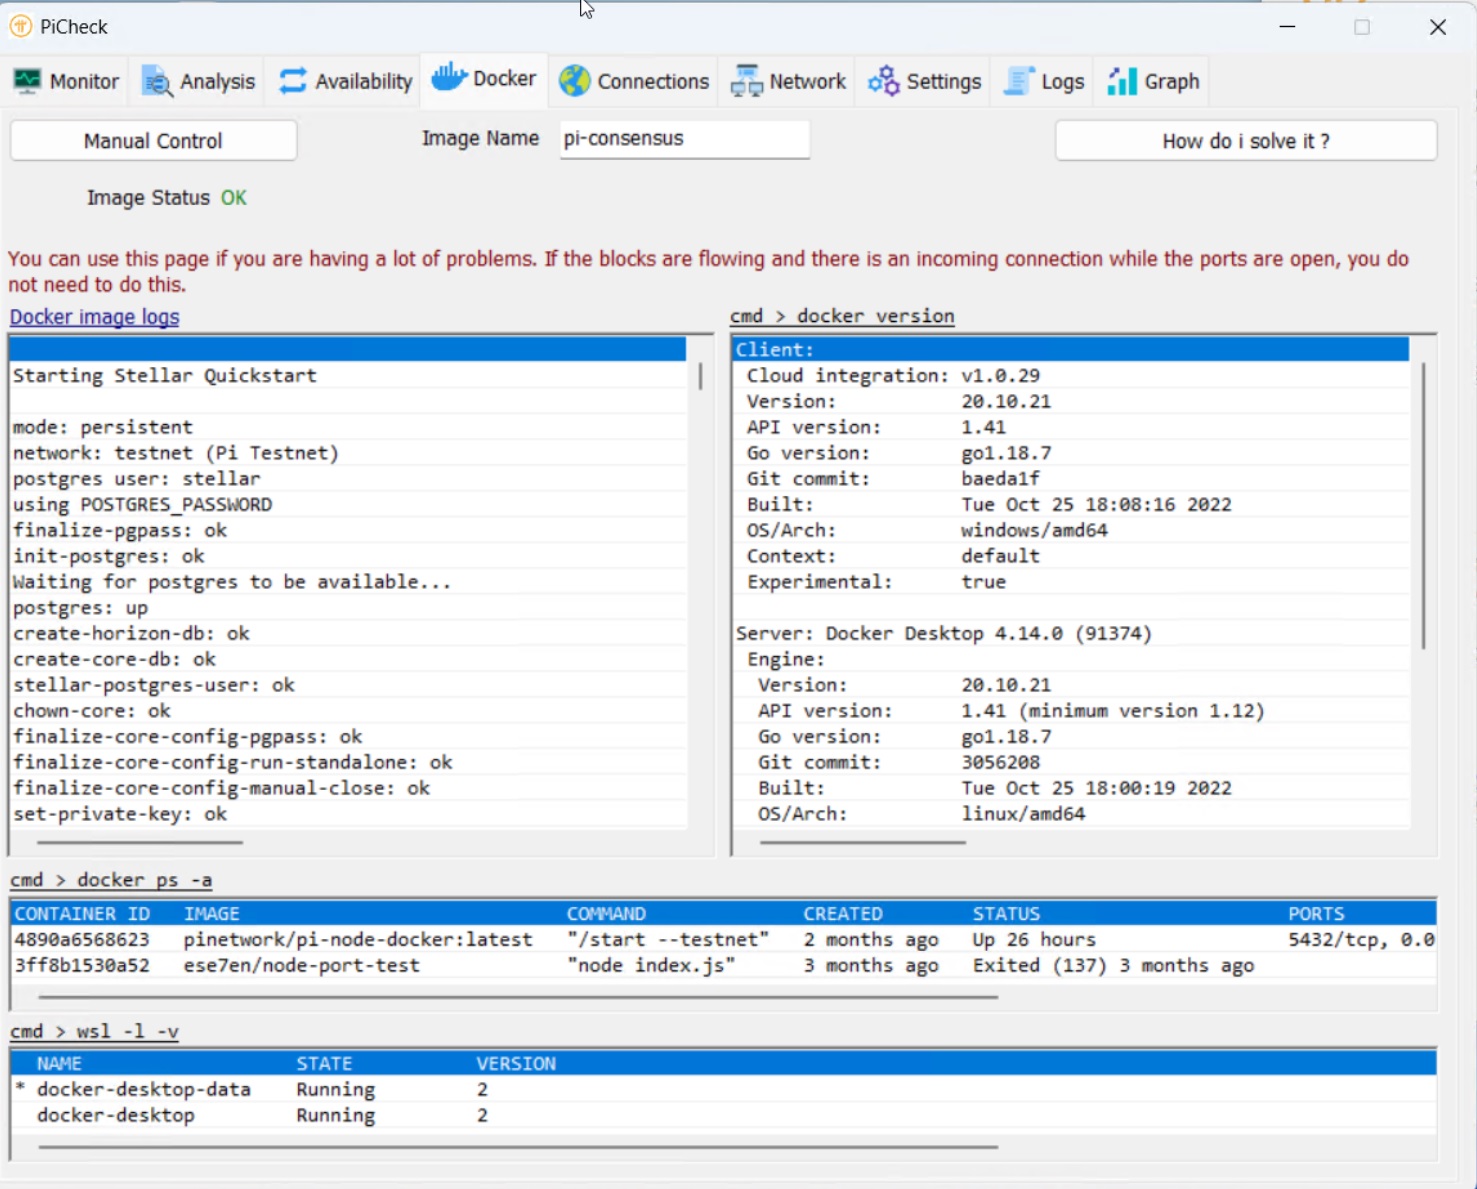 PiCheck
Monitor Analysis Availability Docker Connections Network Settings Logs Graph
Manual Control Image Name pi-consensus How do i solve it ?
Image Status OK
You can use this page if you are having a lot of problems. If the blocks are flowing and there is an incoming connection while the ports are open, you do
not need to do this.
Docker image logs
Starting Stellar Quickstart
mode: persistent
network: testnet (Pi Testnet)
postgres user: stellar
using POSTGRES_PASSWORD
finalize-pgpass: ok
init-postgres: ok
Waiting for postgres to be available...
postgres: up
create-horizon-db: ok
create-core-db: ok
stellar-postgres-user: ok
chown-core: ok
finalize-core-config-pgpass: ok
finalize-core-config-run-standalone: ok
finalize-core-config-manual-close: ok
set-private-key: ok
cmd > docker version
Client:
Cloud integration: v1.0.29
Version: 20.10.21
API version: 1.41
Go version: go1.18.7
Git commit: baeda1f
Built: Tue Oct 25 18:08:16 2022
OS/Arch: windows/amd64
Context: default
Experimental: true
Server: Docker Desktop 4.14.0 (91374)
Engine:
Version: 20.10.21
API version: 1.41 (minimum version 1.12)
Go version: go1.18.7
Git commit: 3056208
Built: Tue Oct 25 18:00:19 2022
OS/Arch: linux/amd64
cmd > docker ps -a
CONTAINER ID IMAGE COMMAND CREATED STATUS PORTS
4890a6568623 pinetwork/pi-node-docker:latest "/start --testnet" 2 months ago Up 26 hours 5432/tcp, 0.0
3ff8b1530a52 ese7en/node-port-test "node index.js" 3 months ago Exited (137) 3 months ago
cmd > wsl -l -v
NAME STATE VERSION
* docker-desktop-data Running 2
docker-desktop Running 2